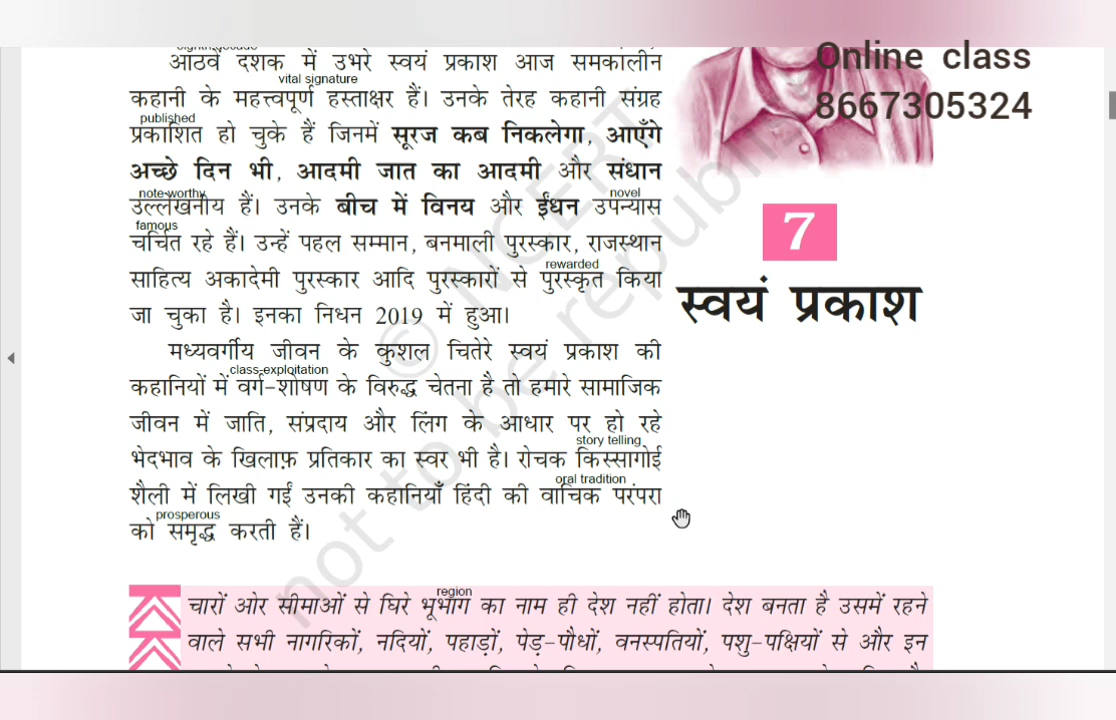 आठवें दशक में उभरे स्वयं प्रकाश आज समकालीन
vital signature
कहानी के महत्त्वपूर्ण हस्ताक्षर हैं। उनके तेरह कहानी संग्रह
published
प्रकाशित हो चुके हैं जिनमें सूरज कब निकलेगा, आएँगे
अच्छे दिन भी, आदमी जात का आदमी और संधान
note-worthy novel
उल्लेखनीय हैं। उनके बीच में विनय और ईंधन उपन्यास
famous
चर्चित रहे हैं। उन्हें पहल सम्मान, बनमाली पुरस्कार, राजस्थान
rewarded
साहित्य अकादेमी पुरस्कार आदि पुरस्कारों से पुरस्कृत किया
जा चुका है। इनका निधन 2019 में हुआ।
मध्यवर्गीय जीवन के कुशल चितेरे स्वयं प्रकाश की
class-exploitation
कहानियों में वर्ग-शोषण के विरुद्ध चेतना है तो हमारे सामाजिक
जीवन में जाति, संप्रदाय और लिंग के आधार पर हो रहे
story telling
भेदभाव के खिलाफ़ प्रतिकार का स्वर भी है। रोचक किस्सागोई
oral tradition
शैली में लिखी गईं उनकी कहानियाँ हिंदी की वाचिक परंपरा
prosperous
को समृद्ध करती हैं।
Online class
8667305324
7
स्वयं प्रकाश
region
चारों ओर सीमाओं से घिरे भूभाग का नाम ही देश नहीं होता। देश बनता है उसमें रहने
वाले सभी नागरिकों, नदियों, पहाड़ों, पेड़-पौधों, वनस्पतियों, पशु-पक्षियों से और इन
© NCERT
not to be republis